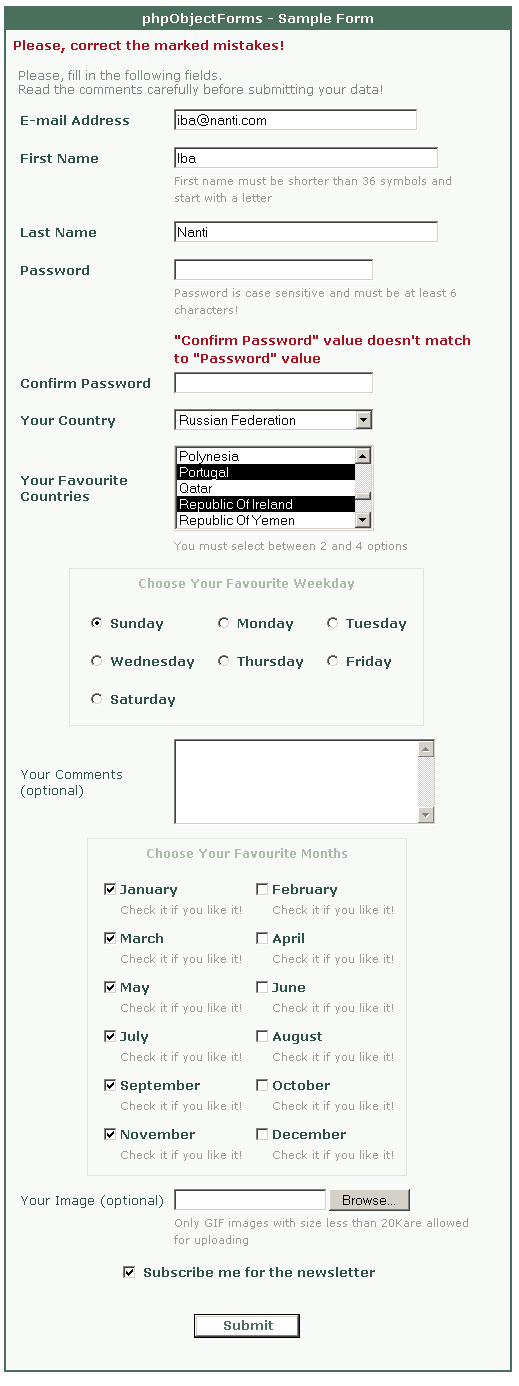 phpObjectForms - Sample Form
Please, correct the marked mistakes!
Please, fill in the following fields.
Read the comments carefully before submitting your data!
E-mail Address iba@nanti.com
First Name Iba
First name must be shorter than 36 symbols and
start with a letter
Last Name Nanti
Password
Password is case sensitive and must be at least 6
characters!
"Confirm Password" value doesn't match
to "Password" value
Confirm Password
Your Country Russian Federation
Your Favourite
Countries
Polynesia
Portugal
Qatar
Republic Of Ireland
Republic Of Yemen
You must select between 2 and 4 options
Choose Your Favourite Weekday
Sunday Monday Tuesday
Wednesday Thursday Friday
Saturday
Your Comments
(optional)
Choose Your Favourite Months
January February
Check it if you like it! Check it if you like it!
March April
Check it if you like it! Check it if you like it!
May June
Check it if you like it! Check it if you like it!
July August
Check it if you like it! Check it if you like it!
September October
Check it if you like it! Check it if you like it!
November December
Check it if you like it! Check it if you like it!
Your Image (optional) Browse...
Only GIF images with size less than 20Kare allowed
for uploading
Subscribe me for the newsletter
Submit